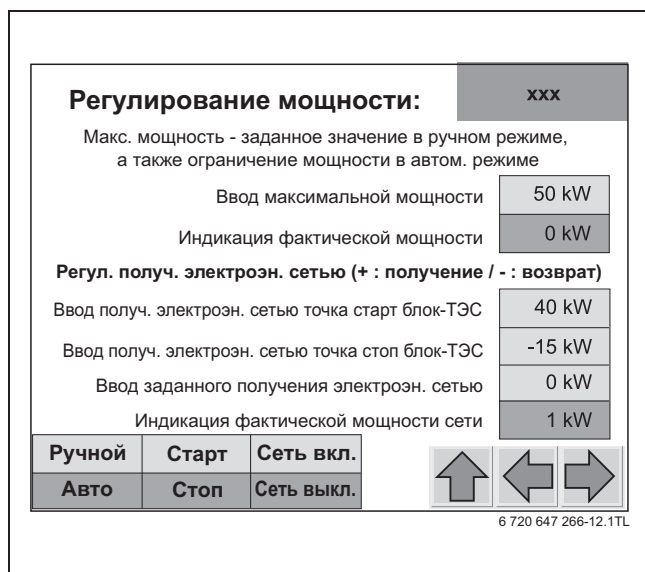 Регулирование мощности: xxx
Макс. мощность - заданное значение в ручном режиме,
а также ограничение мощности в автом. режиме
Ввод максимальной мощности 50 kW
Индикация фактической мощности 0 kW
Регул. получ. электроэн. сетью (+ : получение / - : возврат)
Ввод получ. электроэн. сетью точка старт блок-ТЭС 40 kW
Ввод получ. электроэн. сетью точка стоп блок-ТЭС -15 kW
Ввод заданного получения электроэн. сетью 0 kW
Индикация фактической мощности сети 1 kW
Ручной Старт Сеть вкл.
Авто Стоп Сеть выкл.
6 720 647 266-12.1TL